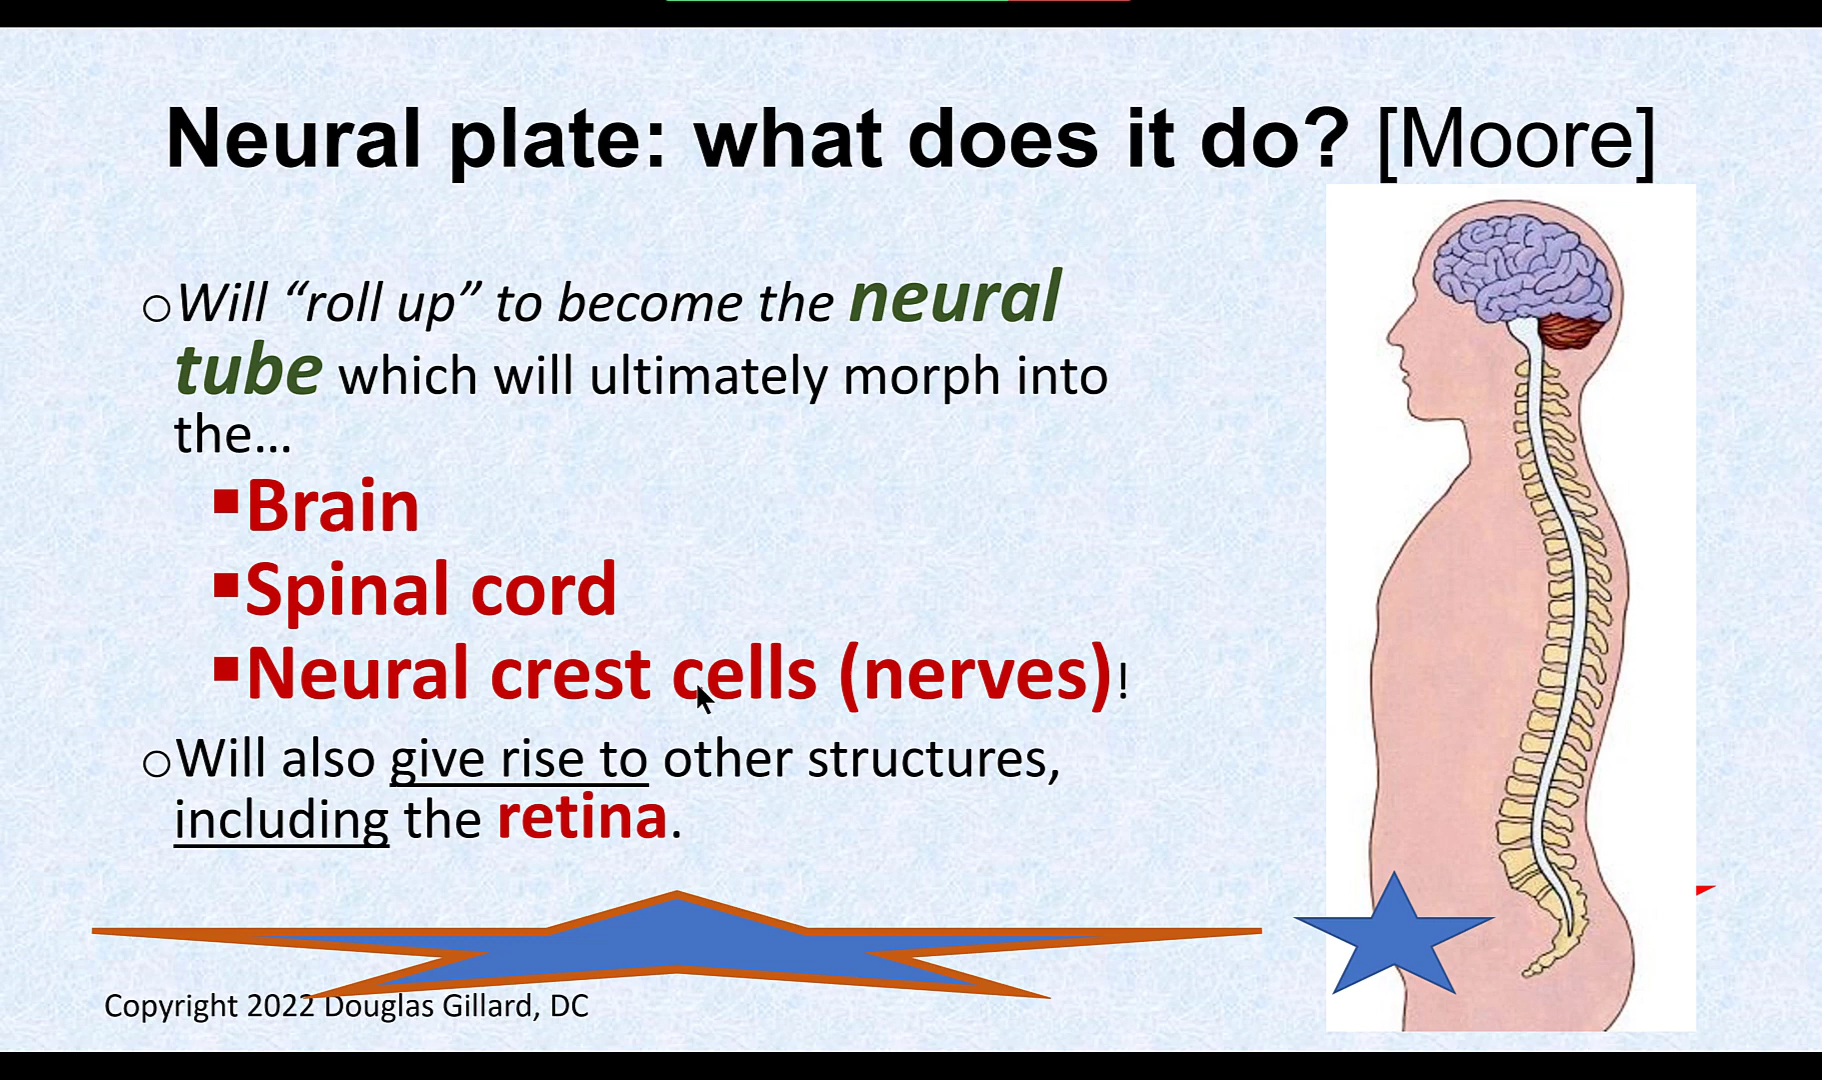 Neural plate: what does it do? [Moore]
oWill “roll up” to become the neural
tube which will ultimately morph into
the...
▪Brain
▪Spinal cord
▪Neural crest cells (nerves)!
oWill also give rise to other structures,
including the retina.
Copyright 2022 Douglas Gillard, DC